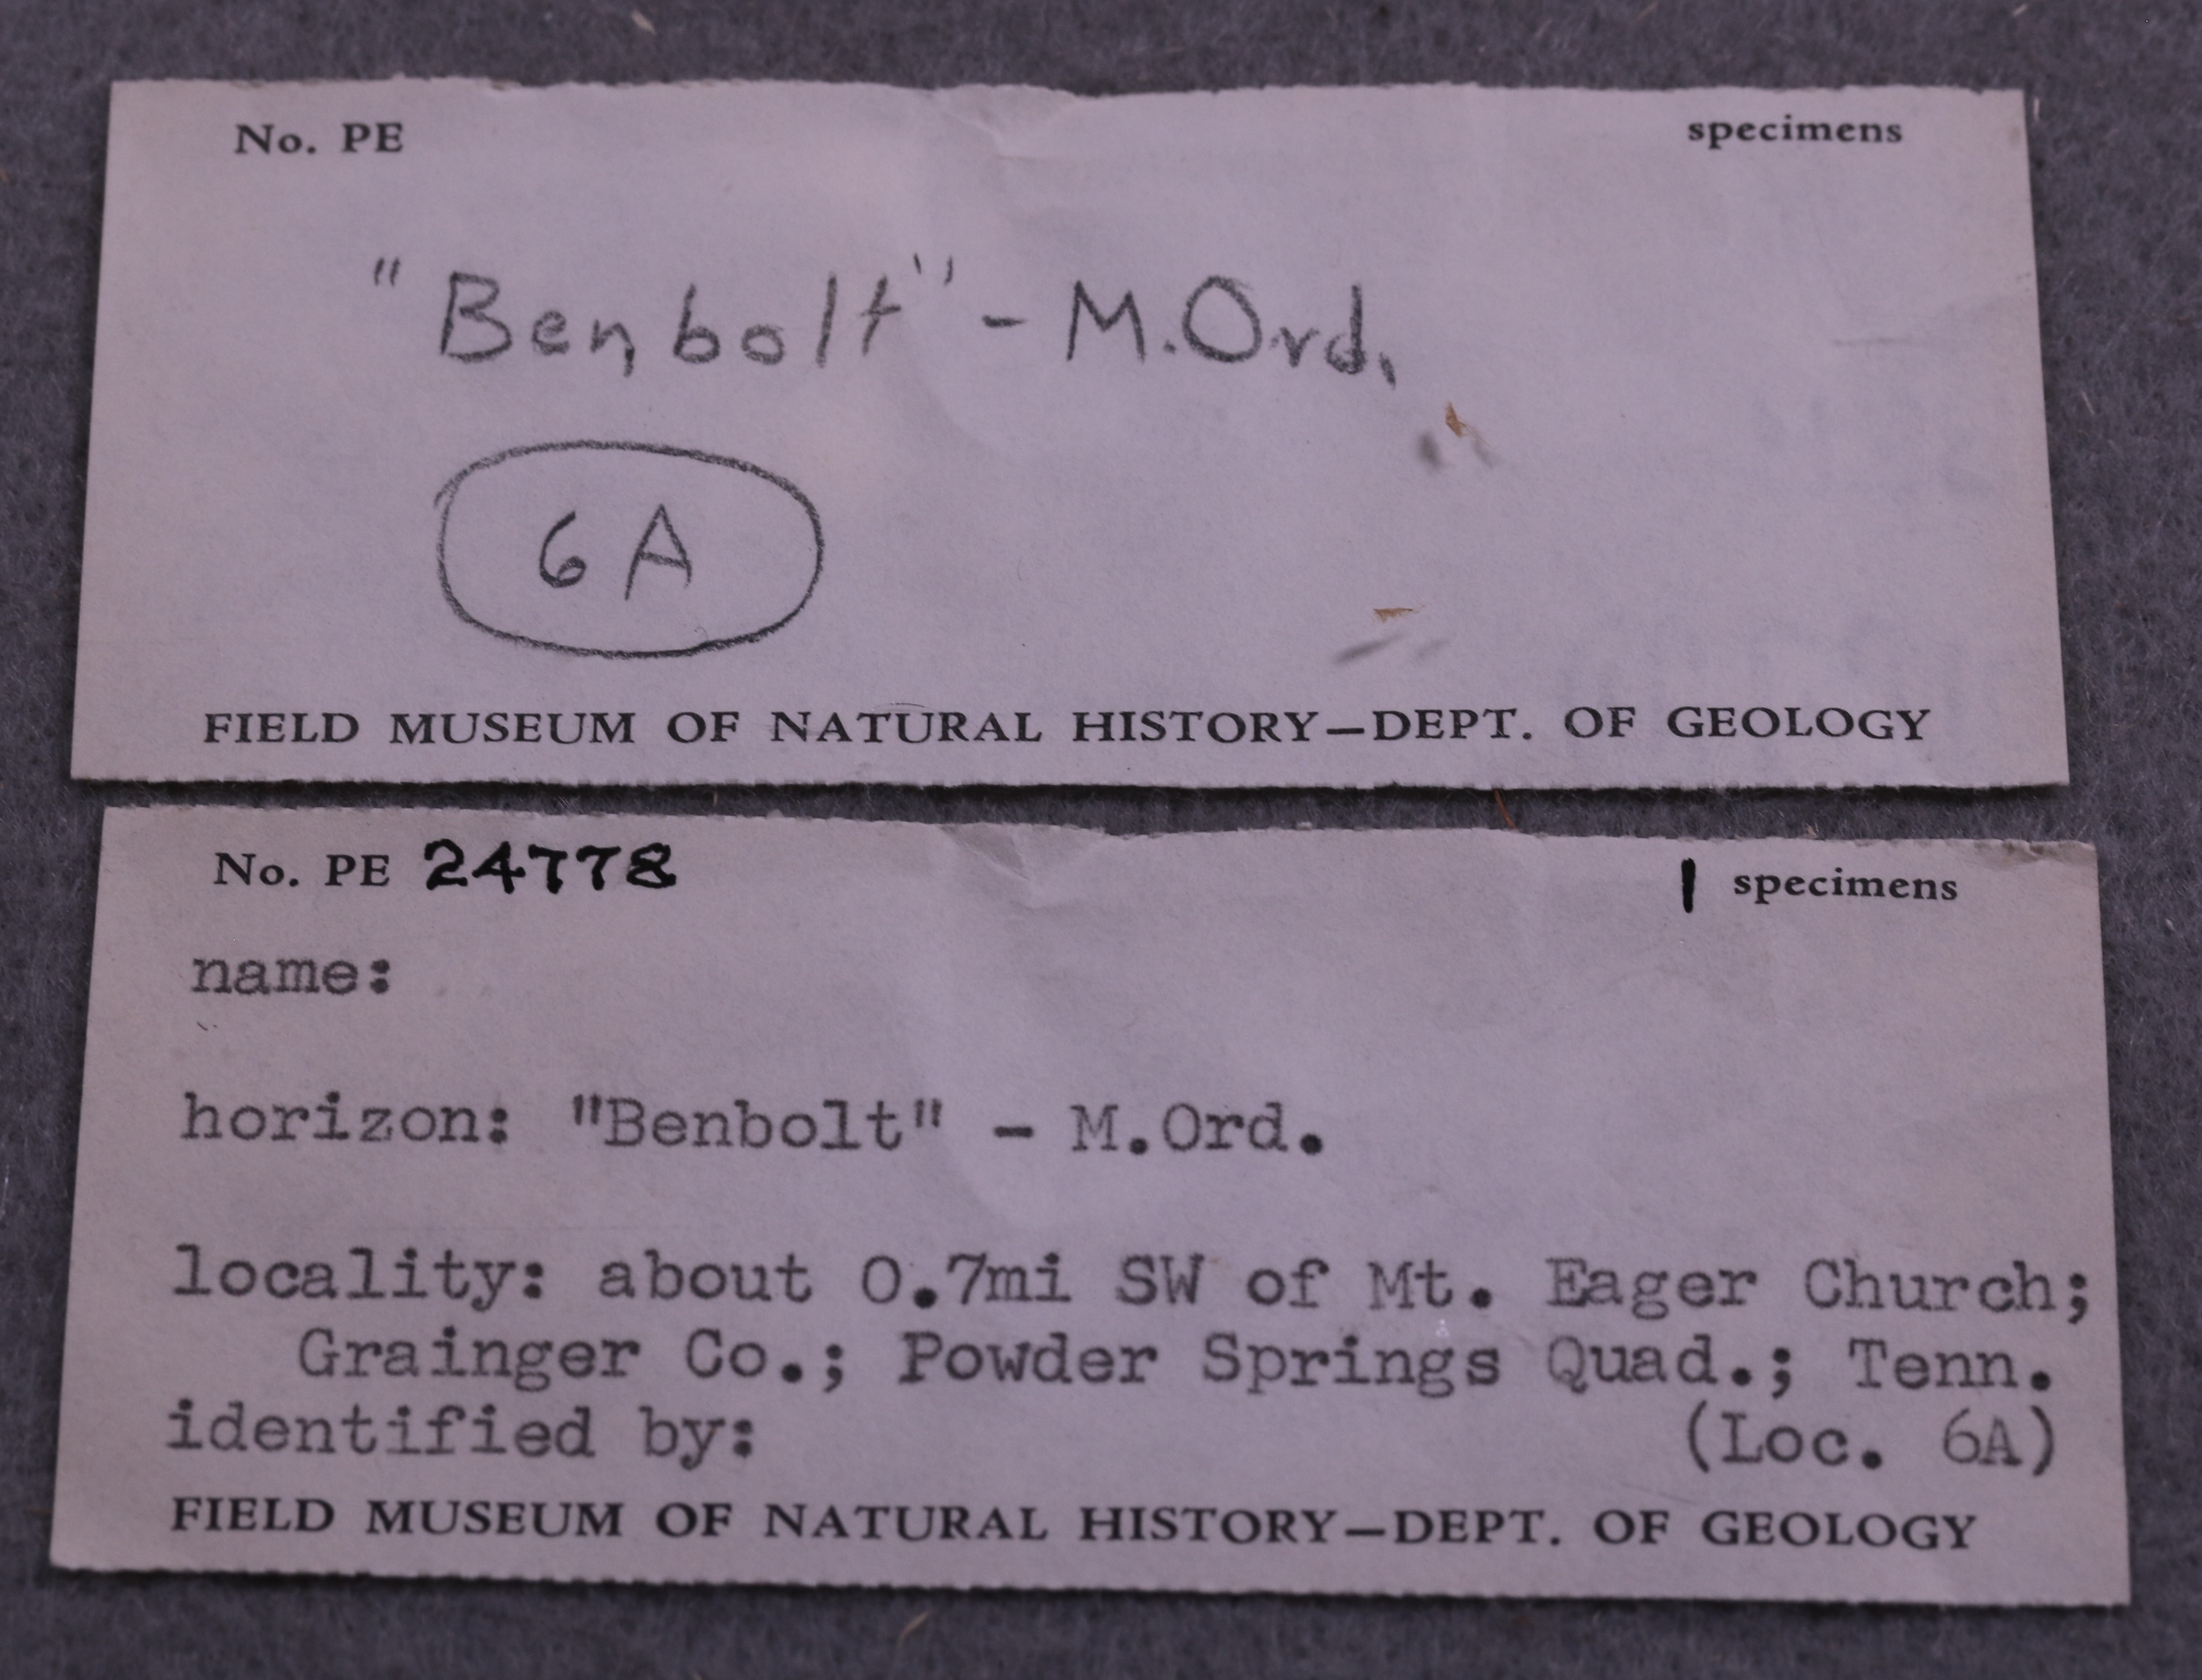 No. PE specimens
"Benbolt" - M.Ord.
6A
FIELD MUSEUM OF NATURAL HISTORY—DEPT. OF GEOLOGY
No. PE 24778 1 specimens
name:
horizon: "Benbolt" - M.Ord.
locality: about 0.7mi SW of Mt. Eager Church;
Grainger Co.; Powder Springs Quad.; Tenn.
identified by: (Loc. 6A)
FIELD MUSEUM OF NATURAL HISTORY—DEPT. OF GEOLOGY